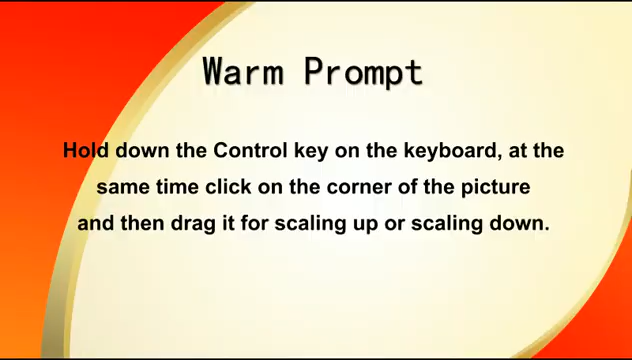 Warm Prompt
Hold down the Control key on the keyboard, at the
same time click on the corner of the picture
and then drag it for scaling up or scaling down.